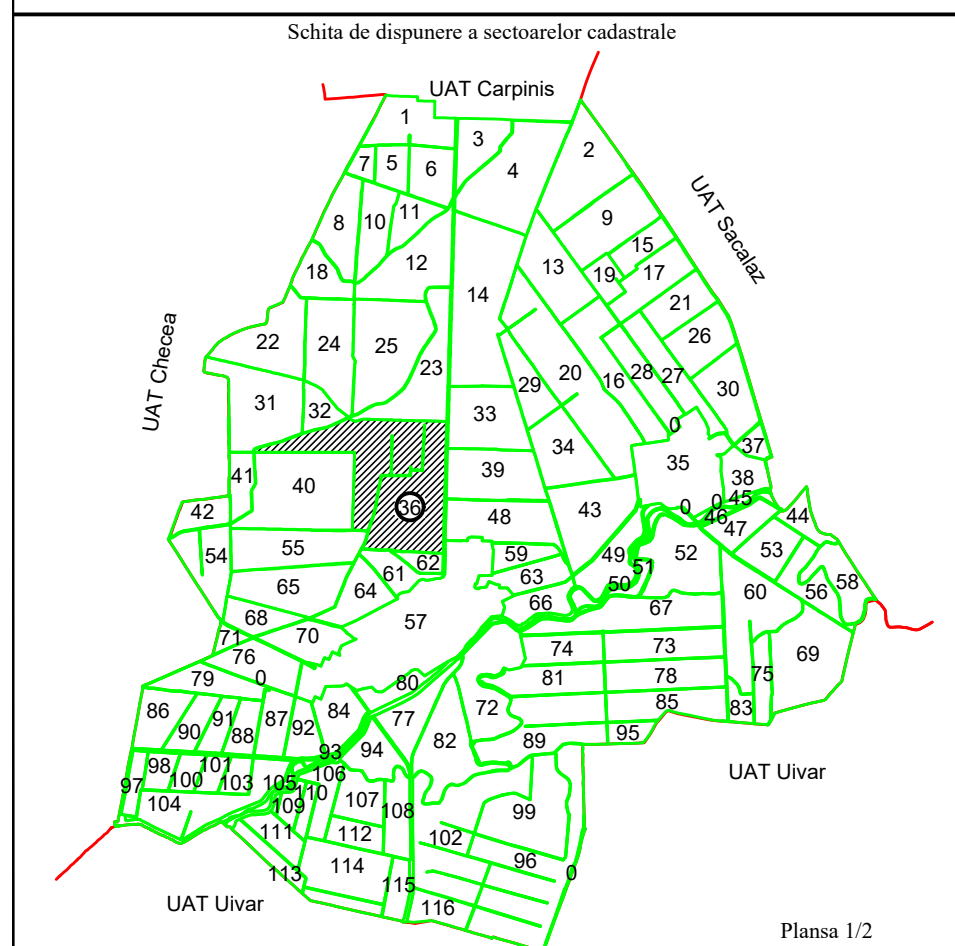 Schita de dispunere a sectoarelor cadastrale
UAT Carpinis
1
3
2
4
7 5 6
UAT Sacalaz
8 10 11
9
15
18 12 13 19 17
14
21
22 24 25 23
26
UAT Checea
29 20 16 28 27 30
31 32 33
0
34 35 37
39
41 40 38
36
42 48 43 0 0 45 44
46 47
54 55 59 49 52 53
62 51
61 63 50 56 58
65 64 60
66 67
68 57
71 70 74 73 69
76
0 80 81 78 75
79
86 91 87 84 77 72 85 83
90 88 92 82 89 95
93 94
UAT Uivar
98 101 105 106
97 100 103 110 107 108 99
104 109
111 112 102
96
113 114 0
115
UAT Uivar 116
Plansa 1/2